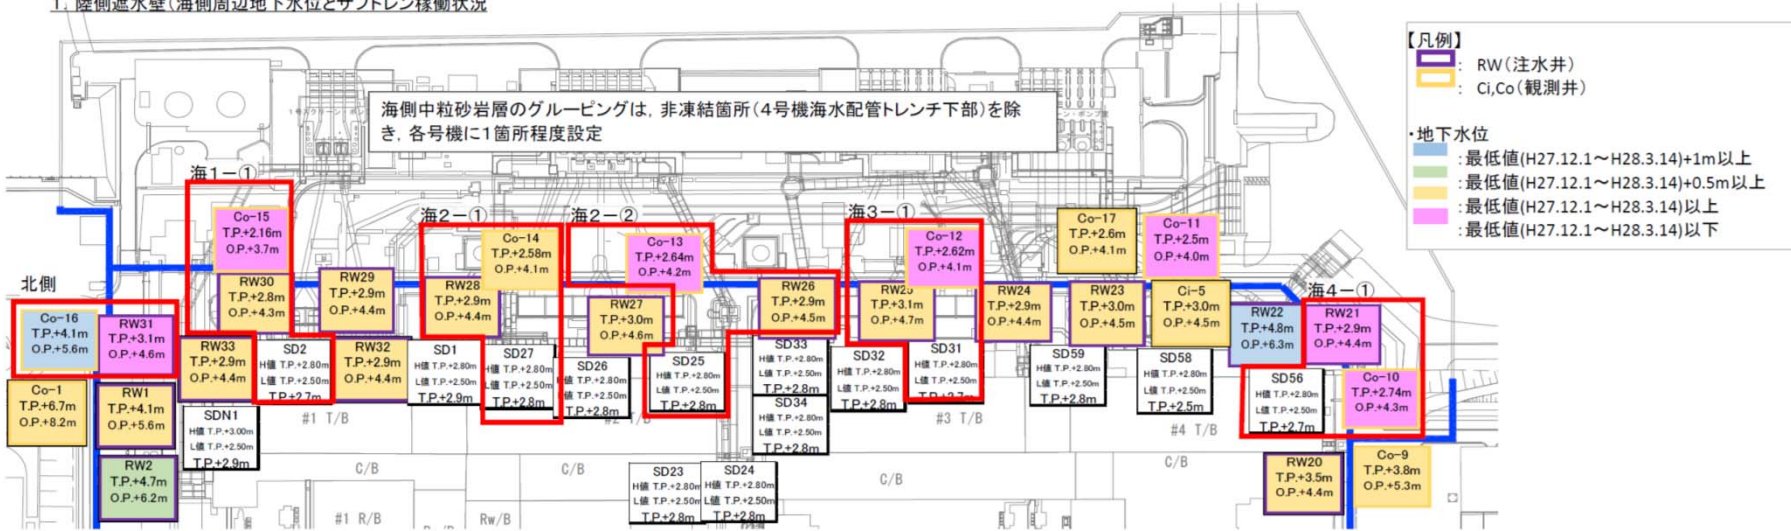 1. 陸側遮水壁(海側周辺地下水位とサブドレン稼働状況
海側中粒砂岩層のグルーピングは，非凍結箇所(4号機海水配管トレンチ下部)を除
き，各号機に1箇所程度設定
【凡例】
: RW(注水井)
: Ci,Co(観測井)
・地下水位
:最低値(H27.12.1～H28.3.14)+1m以上
:最低値(H27.12.1～H28.3.14)+0.5m以上
:最低値(H27.12.1～H28.3.14)以上
:最低値(H27.12.1～H28.3.14)以下
北側
海1－①
海2－①
海2－②
海3－①
海4－①
Co-15
T.P.+2.16m
O.P.+3.7m
Co-14
T.P.+2.58m
O.P.+4.1m
Co-13
T.P.+2.64m
O.P.+4.2m
Co-12
T.P.+2.62m
O.P.+4.1m
Co-17
T.P.+2.6m
O.P.+4.1m
Co-11
T.P.+2.5m
O.P.+4.0m
RW30
T.P.+2.8m
O.P.+4.3m
RW29
T.P.+2.9m
O.P.+4.4m
RW28
T.P.+2.9m
O.P.+4.4m
RW27
T.P.+3.0m
O.P.+4.6m
RW26
T.P.+2.9m
O.P.+4.5m
RW25
T.P.+3.1m
O.P.+4.7m
RW24
T.P.+2.9m
O.P.+4.4m
RW23
T.P.+3.0m
O.P.+4.5m
Ci-5
T.P.+3.0m
O.P.+4.5m
RW22
T.P.+4.8m
O.P.+6.3m
RW21
T.P.+2.9m
O.P.+4.4m
Co-16
T.P.+4.1m
O.P.+5.6m
RW31
T.P.+3.1m
O.P.+4.6m
RW33
T.P.+2.9m
O.P.+4.4m
SD2
H値 T.P.+2.80m
L値 T.P.+2.50m
T.P.+2.7m
RW32
T.P.+2.9m
O.P.+4.4m
SD1
H値 T.P.+2.80m
L値 T.P.+2.50m
T.P.+2.9m
SD27
H値 T.P.+2.80m
L値 T.P.+2.50m
T.P.+2.8m
SD26
H値 T.P.+2.80m
L値 T.P.+2.50m
T.P.+2.8m
SD25
H値 T.P.+2.80m
L値 T.P.+2.50m
T.P.+2.8m
SD33
H値 T.P.+2.80m
L値 T.P.+2.50m
T.P.+2.8m
SD32
H値 T.P.+2.80m
L値 T.P.+2.50m
T.P.+2.8m
SD31
H値 T.P.+2.80m
L値 T.P.+2.50m
T.P.+2.7m
SD59
H値 T.P.+2.80m
L値 T.P.+2.50m
T.P.+2.8m
SD58
H値 T.P.+2.80m
L値 T.P.+2.50m
T.P.+2.5m
SD56
H値 T.P.+2.80m
L値 T.P.+2.50m
T.P.+2.7m
Co-10
T.P.+2.74m
O.P.+4.3m
Co-1
T.P.+6.7m
O.P.+8.2m
RW1
T.P.+4.1m
O.P.+5.6m
SDN1
H値 T.P.+3.00m
L値 T.P.+2.50m
T.P.+2.9m
SD34
H値 T.P.+2.80m
L値 T.P.+2.50m
T.P.+2.8m
#1 T/B
#2 T/B
#3 T/B
#4 T/B
RW2
T.P.+4.7m
O.P.+6.2m
SD23
H値 T.P.+2.80m
L値 T.P.+2.50m
T.P.+2.8m
SD24
H値 T.P.+2.80m
L値 T.P.+2.50m
T.P.+2.8m
RW20
T.P.+3.5m
O.P.+4.4m
Co-9
T.P.+3.8m
O.P.+5.3m
C/B
C/B
C/B
C/B
#1 R/B
Rw/B